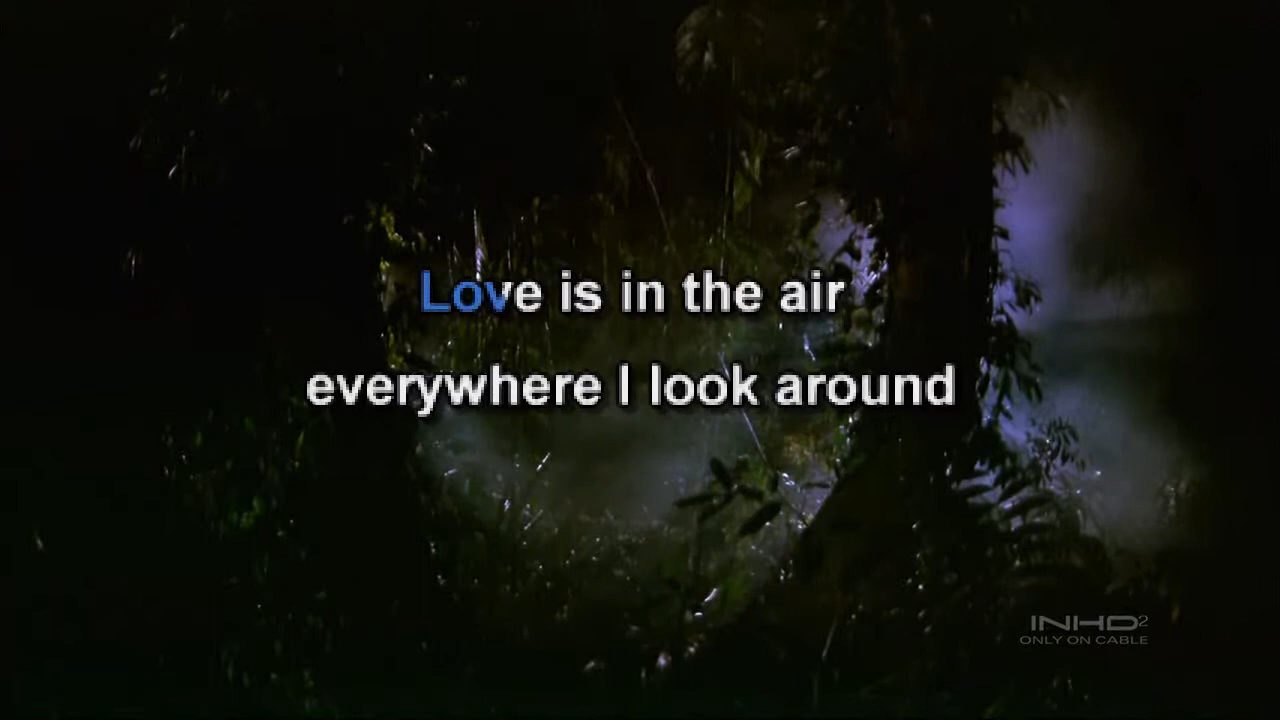 Love is in the air
everywhere I look around
INHD²
ONLY ON CABLE